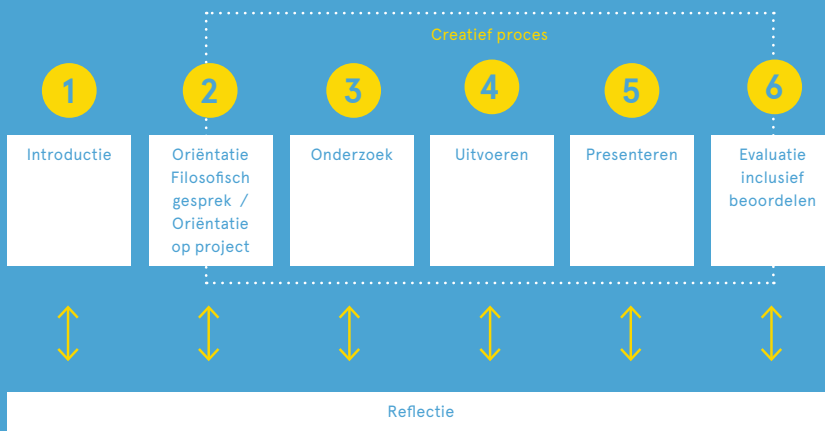 Creatief proces
1
2
3
4
5
6
Introductie
Oriëntatie
Filosofisch
gesprek /
Oriëntatie
op project
Onderzoek
Uitvoeren
Presenteren
Evaluatie
inclusief
beoordelen
Reflectie